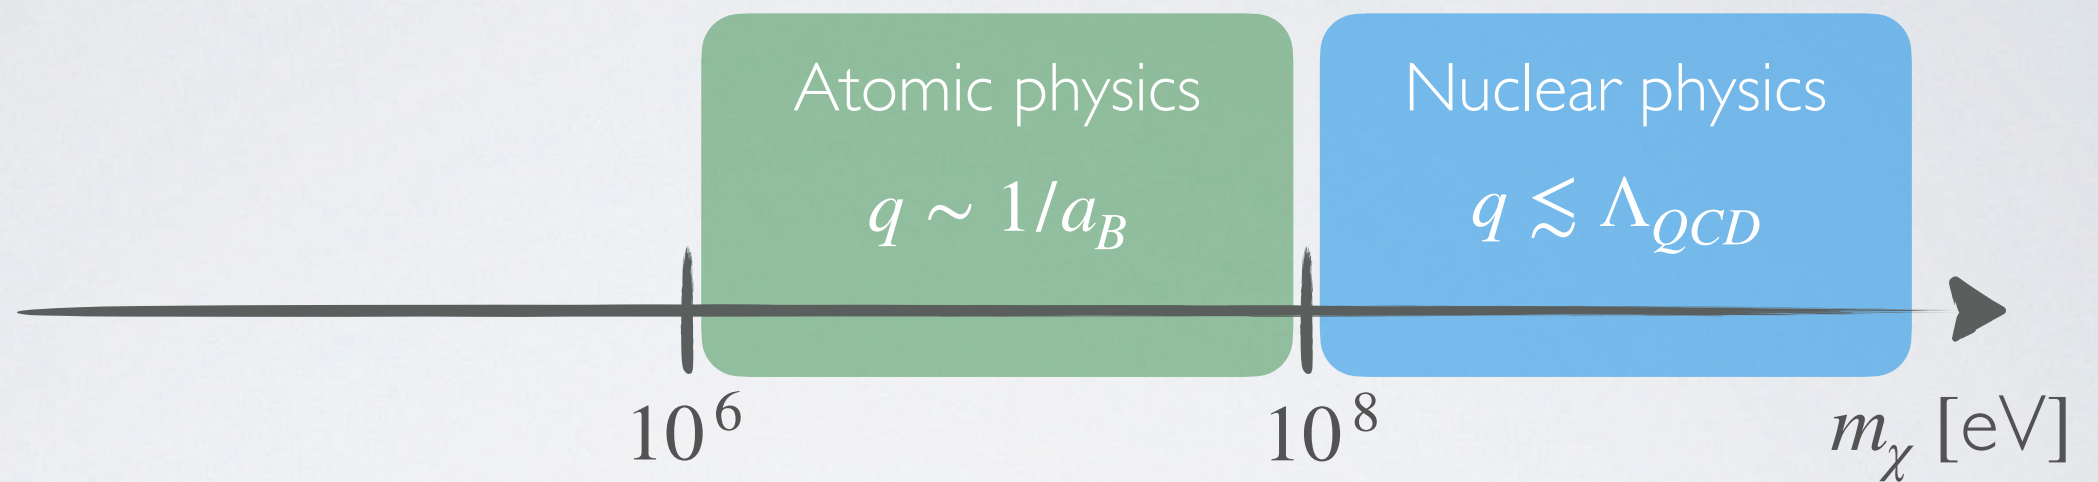 Atomic physics
q ∼ 1/a_B
Nuclear physics
q ≲ Λ_QCD
10^6
10^8
m_χ [eV]